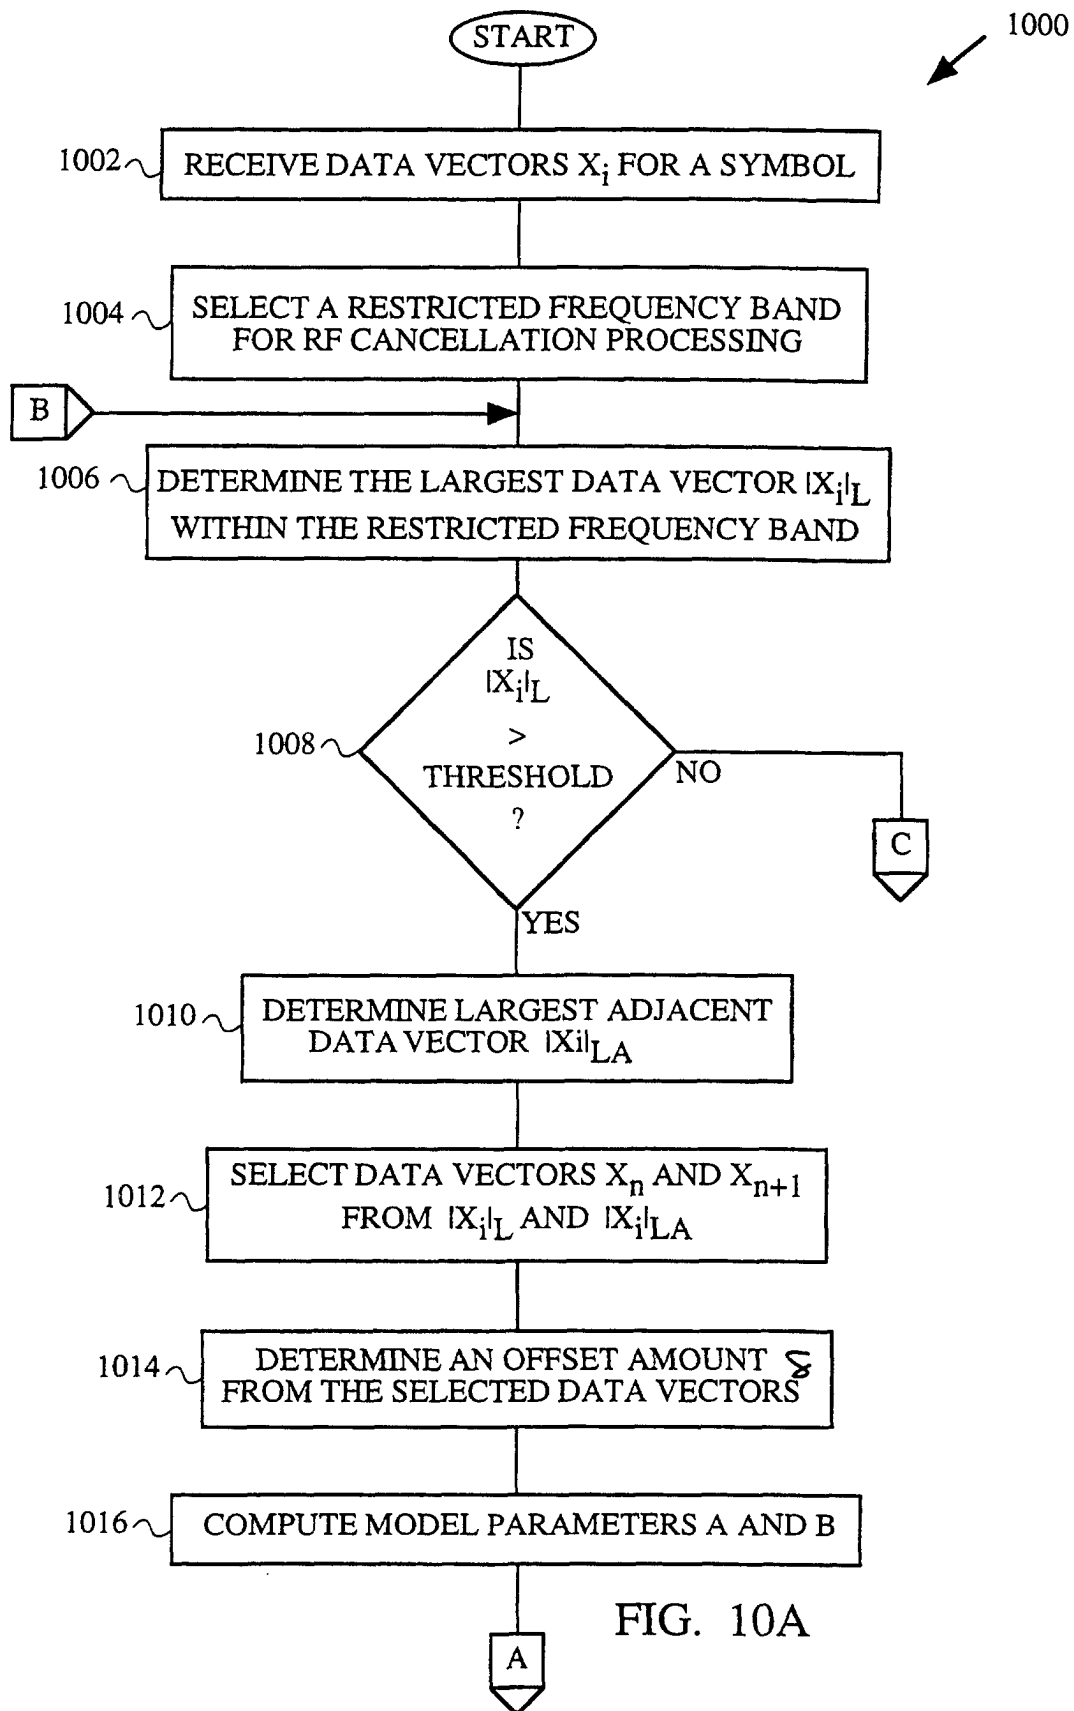 START
1000
1002
RECEIVE DATA VECTORS Xi FOR A SYMBOL
1004
SELECT A RESTRICTED FREQUENCY BAND
FOR RF CANCELLATION PROCESSING
B
1006
DETERMINE THE LARGEST DATA VECTOR |Xi|L
WITHIN THE RESTRICTED FREQUENCY BAND
1008
IS
|Xi|L
>
THRESHOLD
?
NO
C
YES
1010
DETERMINE LARGEST ADJACENT
DATA VECTOR |Xi|LA
1012
SELECT DATA VECTORS Xn AND Xn+1
FROM |Xi|L AND |Xi|LA
1014
DETERMINE AN OFFSET AMOUNT δ
FROM THE SELECTED DATA VECTORS
1016
COMPUTE MODEL PARAMETERS A AND B
FIG. 10A
A